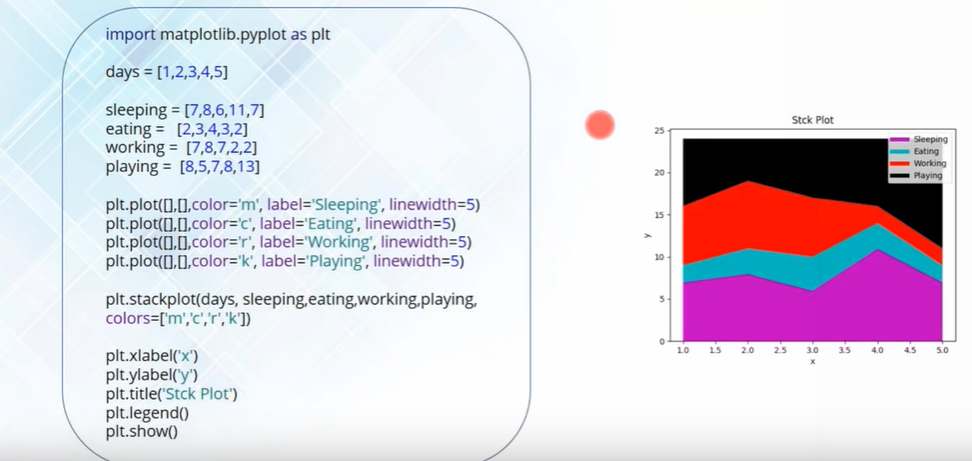 import matplotlib.pyplot as plt
days = [1,2,3,4,5]
sleeping = [7,8,6,11,7]
eating = [2,3,4,3,2]
working = [7,8,7,2,2]
playing = [8,5,7,8,13]
plt.plot([],[],color='m', label='Sleeping', linewidth=5)
plt.plot([],[],color='c', label='Eating', linewidth=5)
plt.plot([],[],color='r', label='Working', linewidth=5)
plt.plot([],[],color='k', label='Playing', linewidth=5)
plt.stackplot(days, sleeping,eating,working,playing,
colors=['m','c','r','k'])
plt.xlabel('x')
plt.ylabel('y')
plt.title('Stck Plot')
plt.legend()
plt.show()
Stck Plot
Sleeping
Eating
Working
Playing
25
20
15
10
5
0
y
1.0 1.5 2.0 2.5 3.0 3.5 4.0 4.5 5.0
x